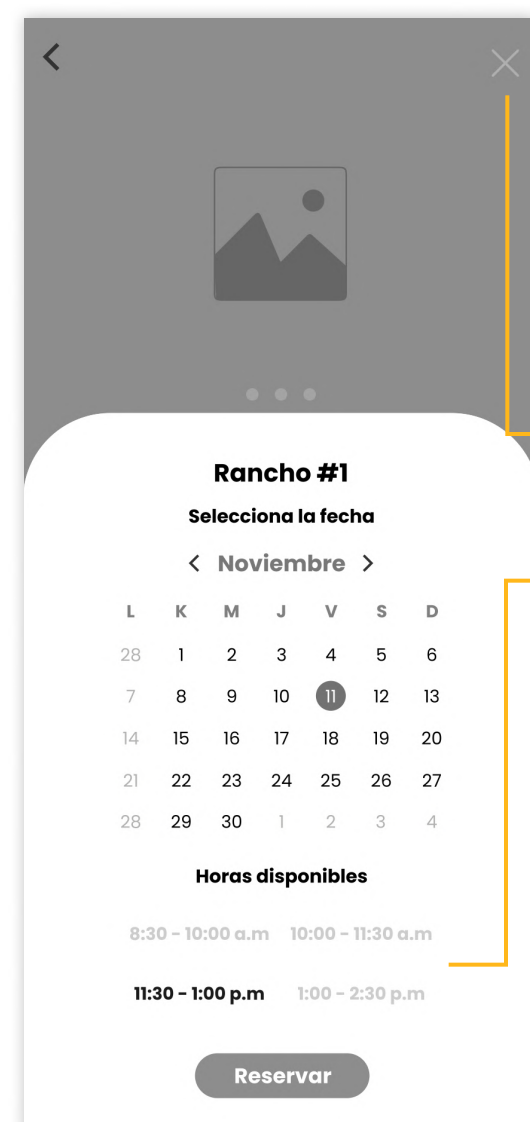 Rancho #1
Selecciona la fecha
< Noviembre >
L K M J V S D
28 1 2 3 4 5 6
7 8 9 10 11 12 13
14 15 16 17 18 19 20
21 22 23 24 25 26 27
28 29 30 1 2 3 4
Horas disponibles
8:30 - 10:00 a.m 10:00 - 11:30 a.m
11:30 - 1:00 p.m 1:00 - 2:30 p.m
Reservar